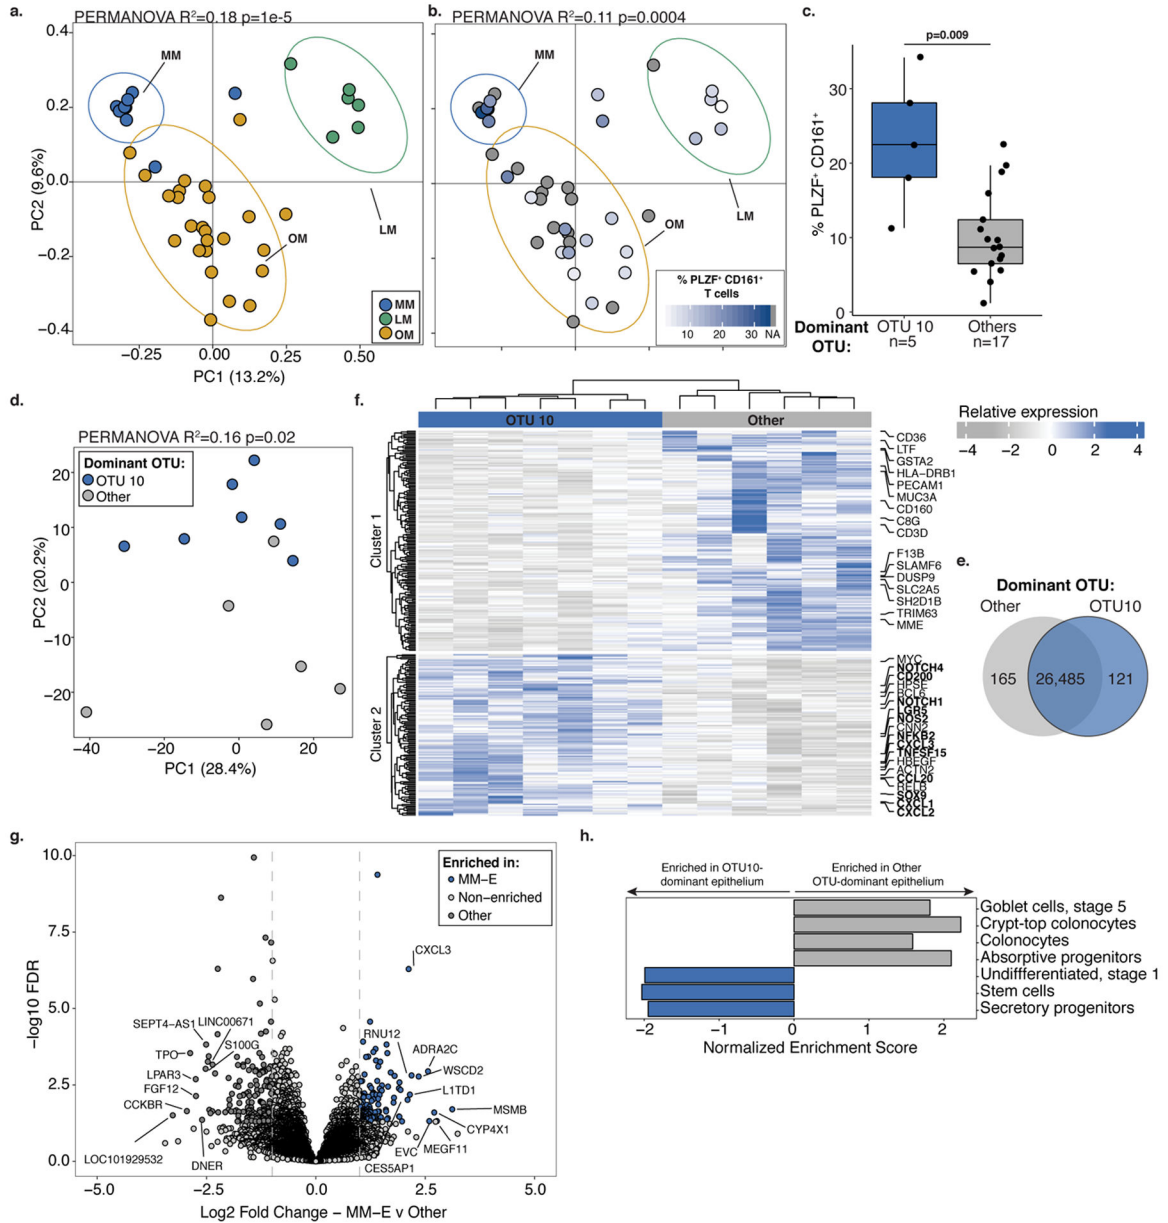 a.
PERMANOVA R²=0.18 p=1e-5
0.4
0.2
0.0
−0.2
−0.4
PC2 (9.6%)
MM
LM
OM
MM
LM
OM
−0.25
0.00
0.25
0.50
PC1 (13.2%)
b.
PERMANOVA R²=0.11 p=0.0004
MM
LM
OM
% PLZF⁺ CD161⁺
T cells
10
20
30
NA
c.
p=0.009
% PLZF⁺ CD161⁺
30
20
10
0
Dominant
OTU:
OTU 10
n=5
Others
n=17
d.
PERMANOVA R²=0.16 p=0.02
Dominant OTU:
OTU 10
Other
20
10
0
−10
−20
PC2 (20.2%)
−40
−20
0
20
PC1 (28.4%)
f.
OTU 10
Other
Cluster 1
Cluster 2
CD36
LTF
GSTA2
HLA−DRB1
PECAM1
MUC3A
CD160
C8G
CD3D
F13B
SLAMF6
DUSP9
SLC2A5
SH2D1B
TRIM63
MME
MYC
NOTCH4
CD200
HPSE
BCL6
NOTCH1
LGR5
NOS2
CNN2
NFKB2
CXCL3
TNFSF15
HBEGF
ACTN2
CCL20
RELB
SOX9
CXCL1
CXCL2
Relative expression
−4
−2
0
2
4
e.
Dominant OTU:
Other
OTU10
165
26,485
121
g.
10.0
7.5
5.0
2.5
0.0
−log10 FDR
Enriched in:
MM−E
Non−enriched
Other
CXCL3
SEPT4−AS1
LINC00671
S100G
TPO
LPAR3
FGF12
CCKBR
LOC101929532
DNER
RNU12
ADRA2C
WSCD2
L1TD1
MSMB
CYP4X1
MEGF11
EVC
CES5AP1
−5.0
−2.5
0.0
2.5
5.0
Log2 Fold Change − MM−E v Other
h.
Enriched in OTU10-
dominant epithelium
Enriched in Other
OTU-dominant epithelium
Goblet cells, stage 5
Crypt-top colonocytes
Colonocytes
Absorptive progenitors
Undifferentiated, stage 1
Stem cells
Secretory progenitors
−2
−1
0
1
2
Normalized Enrichment Score